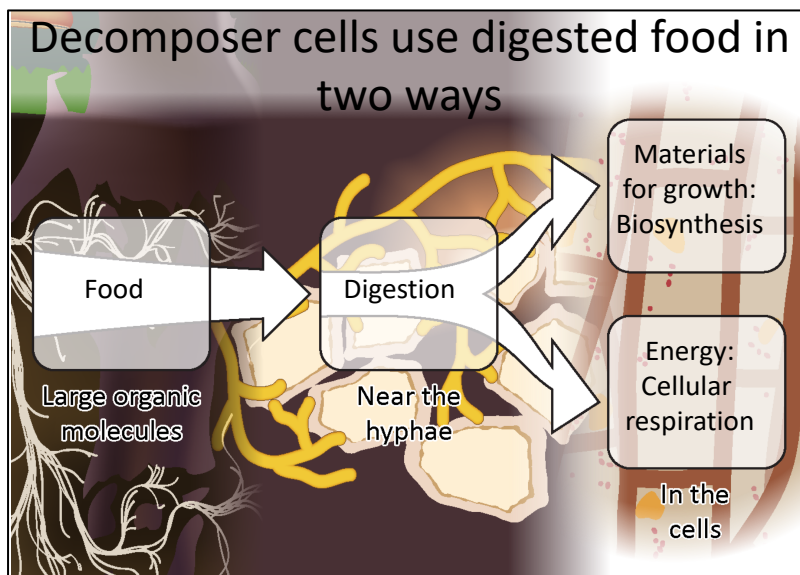 Decomposer cells use digested food in
two ways
Food
Large organic
molecules
Digestion
Near the
hyphae
Materials
for growth:
Biosynthesis
Energy:
Cellular
respiration
In the
cells